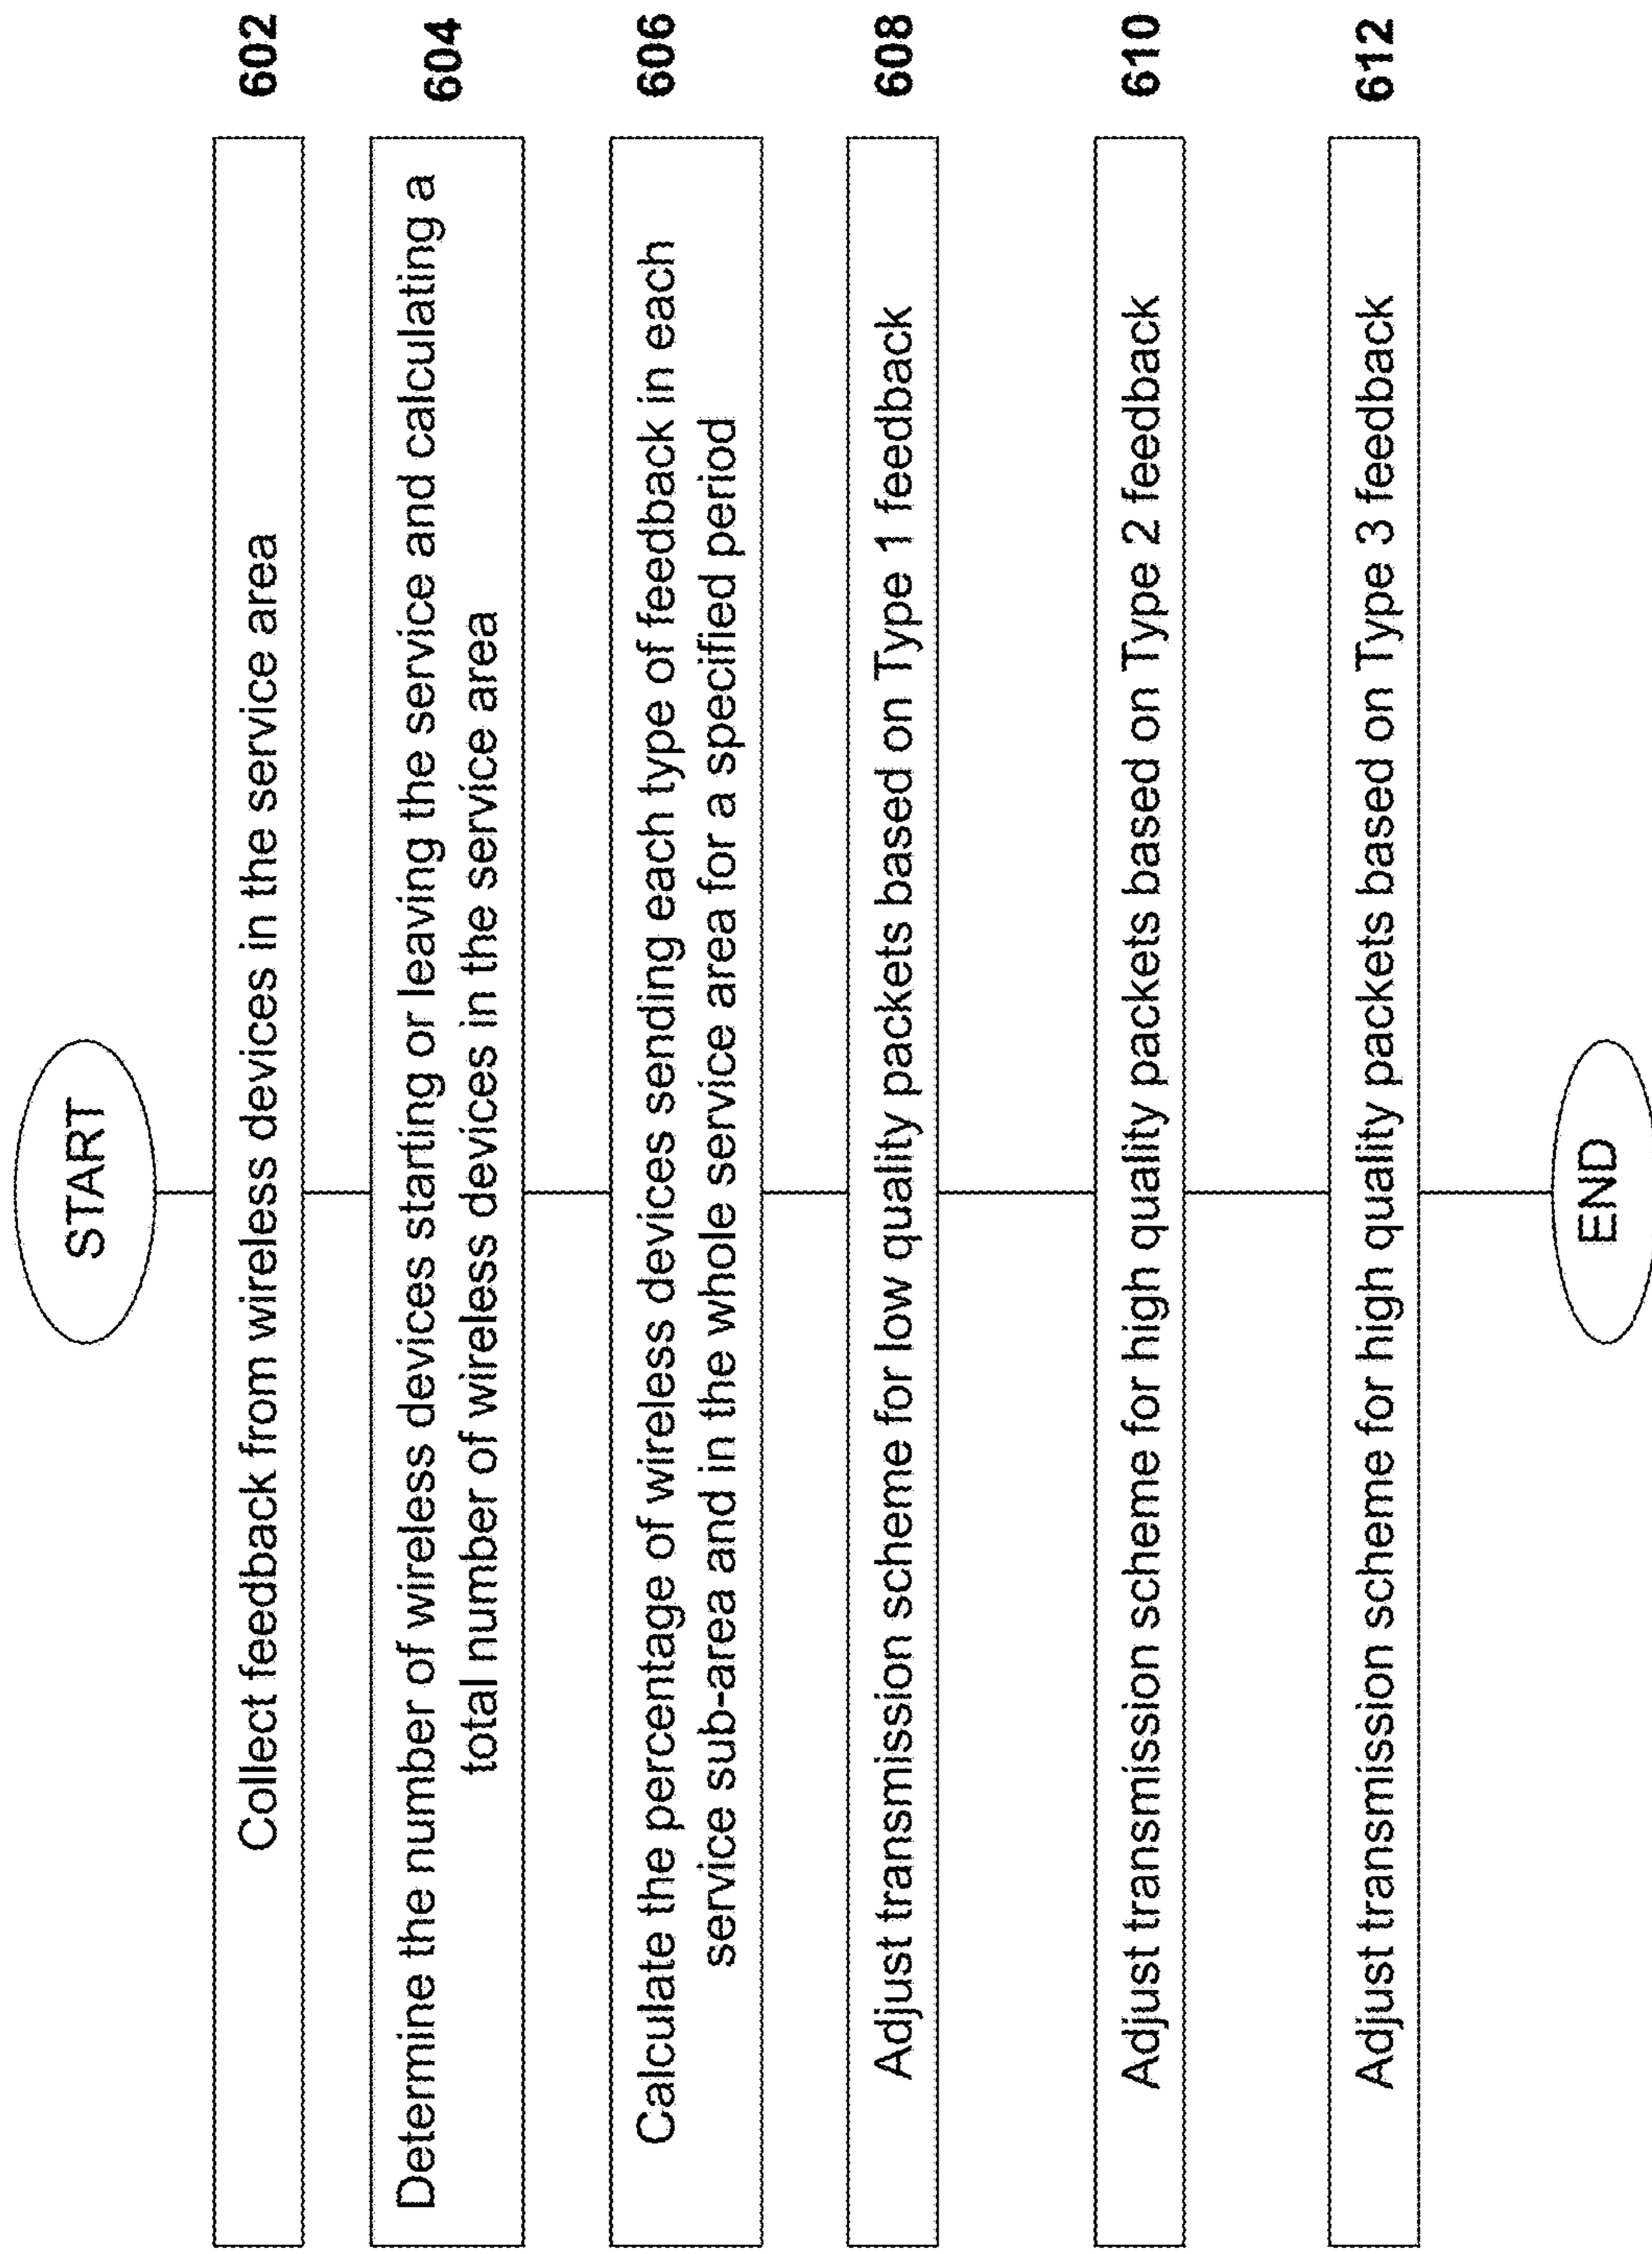 START
Collect feedback from wireless devices in the service area
602
Determine the number of wireless devices starting or leaving the service and calculating a
total number of wireless devices in the service area
604
Calculate the percentage of wireless devices sending each type of feedback in each
service sub-area and in the whole service area for a specified period
606
Adjust transmission scheme for low quality packets based on Type 1 feedback
608
Adjust transmission scheme for high quality packets based on Type 2 feedback
610
Adjust transmission scheme for high quality packets based on Type 3 feedback
612
END